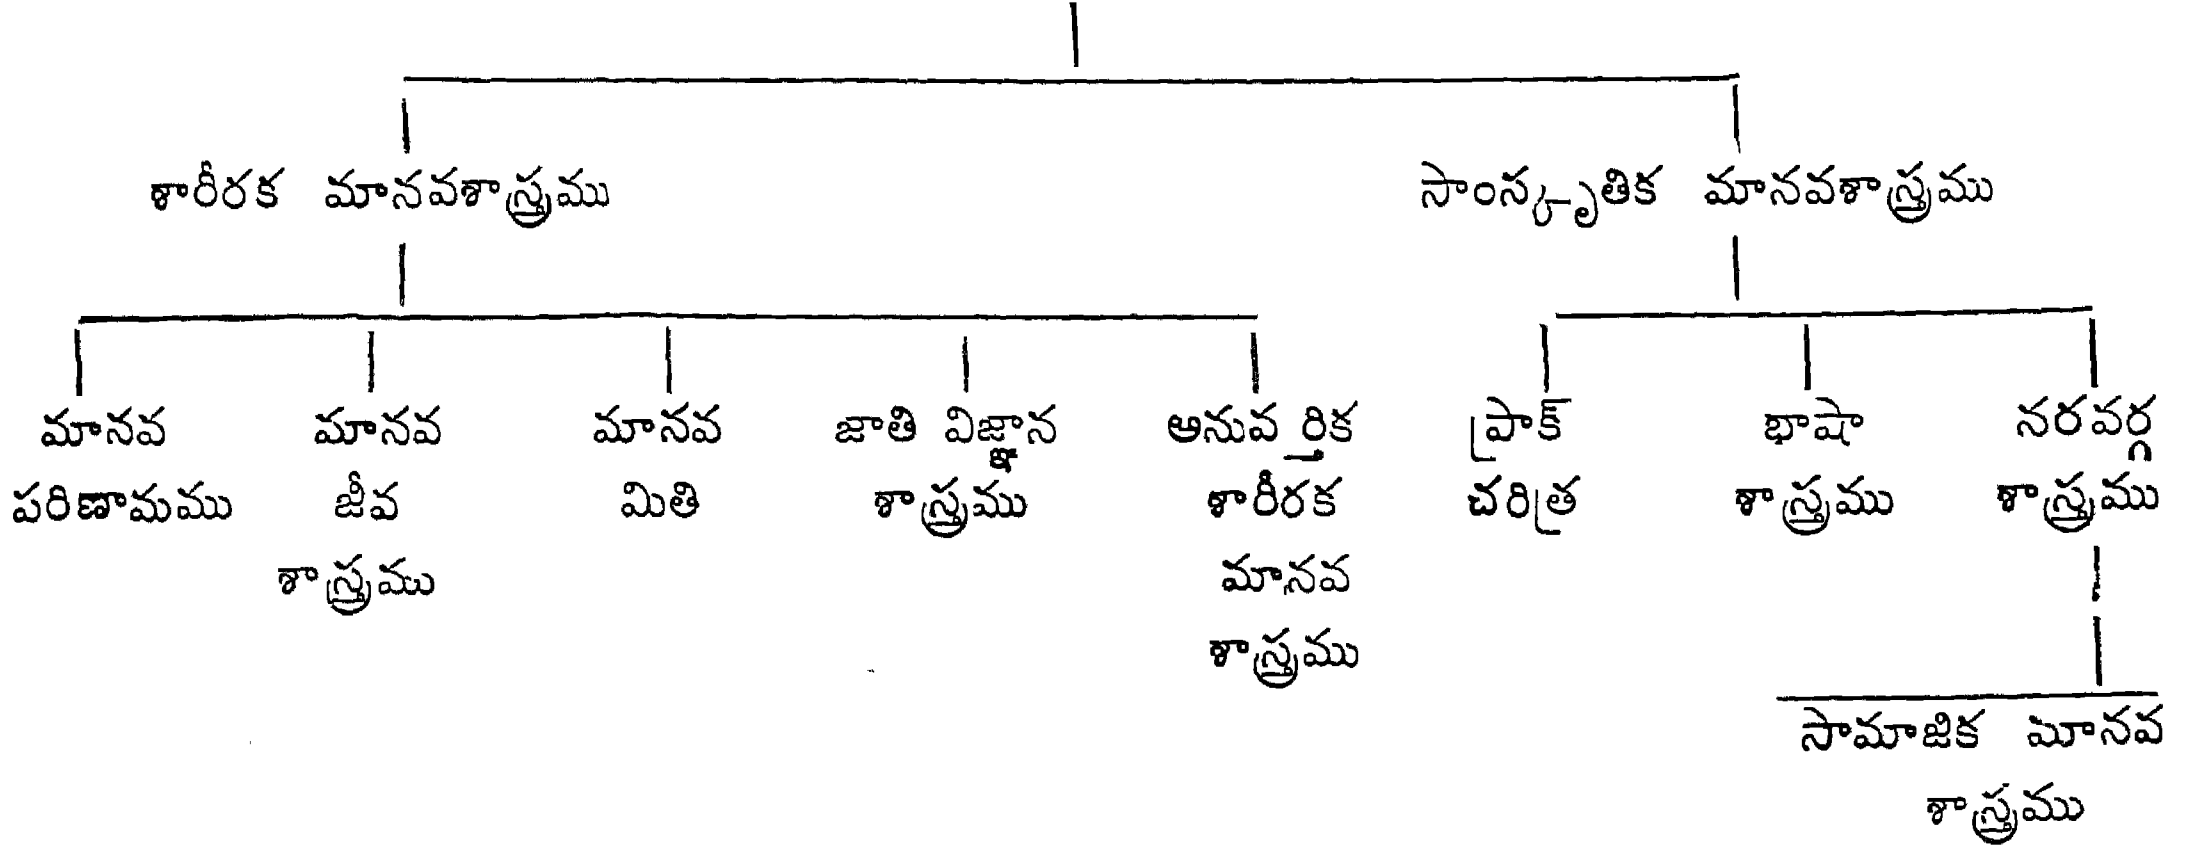 శారీరక మానవశాస్త్రము సాంస్కృతిక మానవశాస్త్రము
మానవ మానవ మానవ జాతి విజ్ఞాన అనువర్తిక ప్రాక్ భాషా నరవర్గ
పరిణామము జీవ మితి శాస్త్రము శారీరక చరిత్ర శాస్త్రము శాస్త్రము
శాస్త్రము మానవ
శాస్త్రము
సామాజిక మానవ
శాస్త్రము